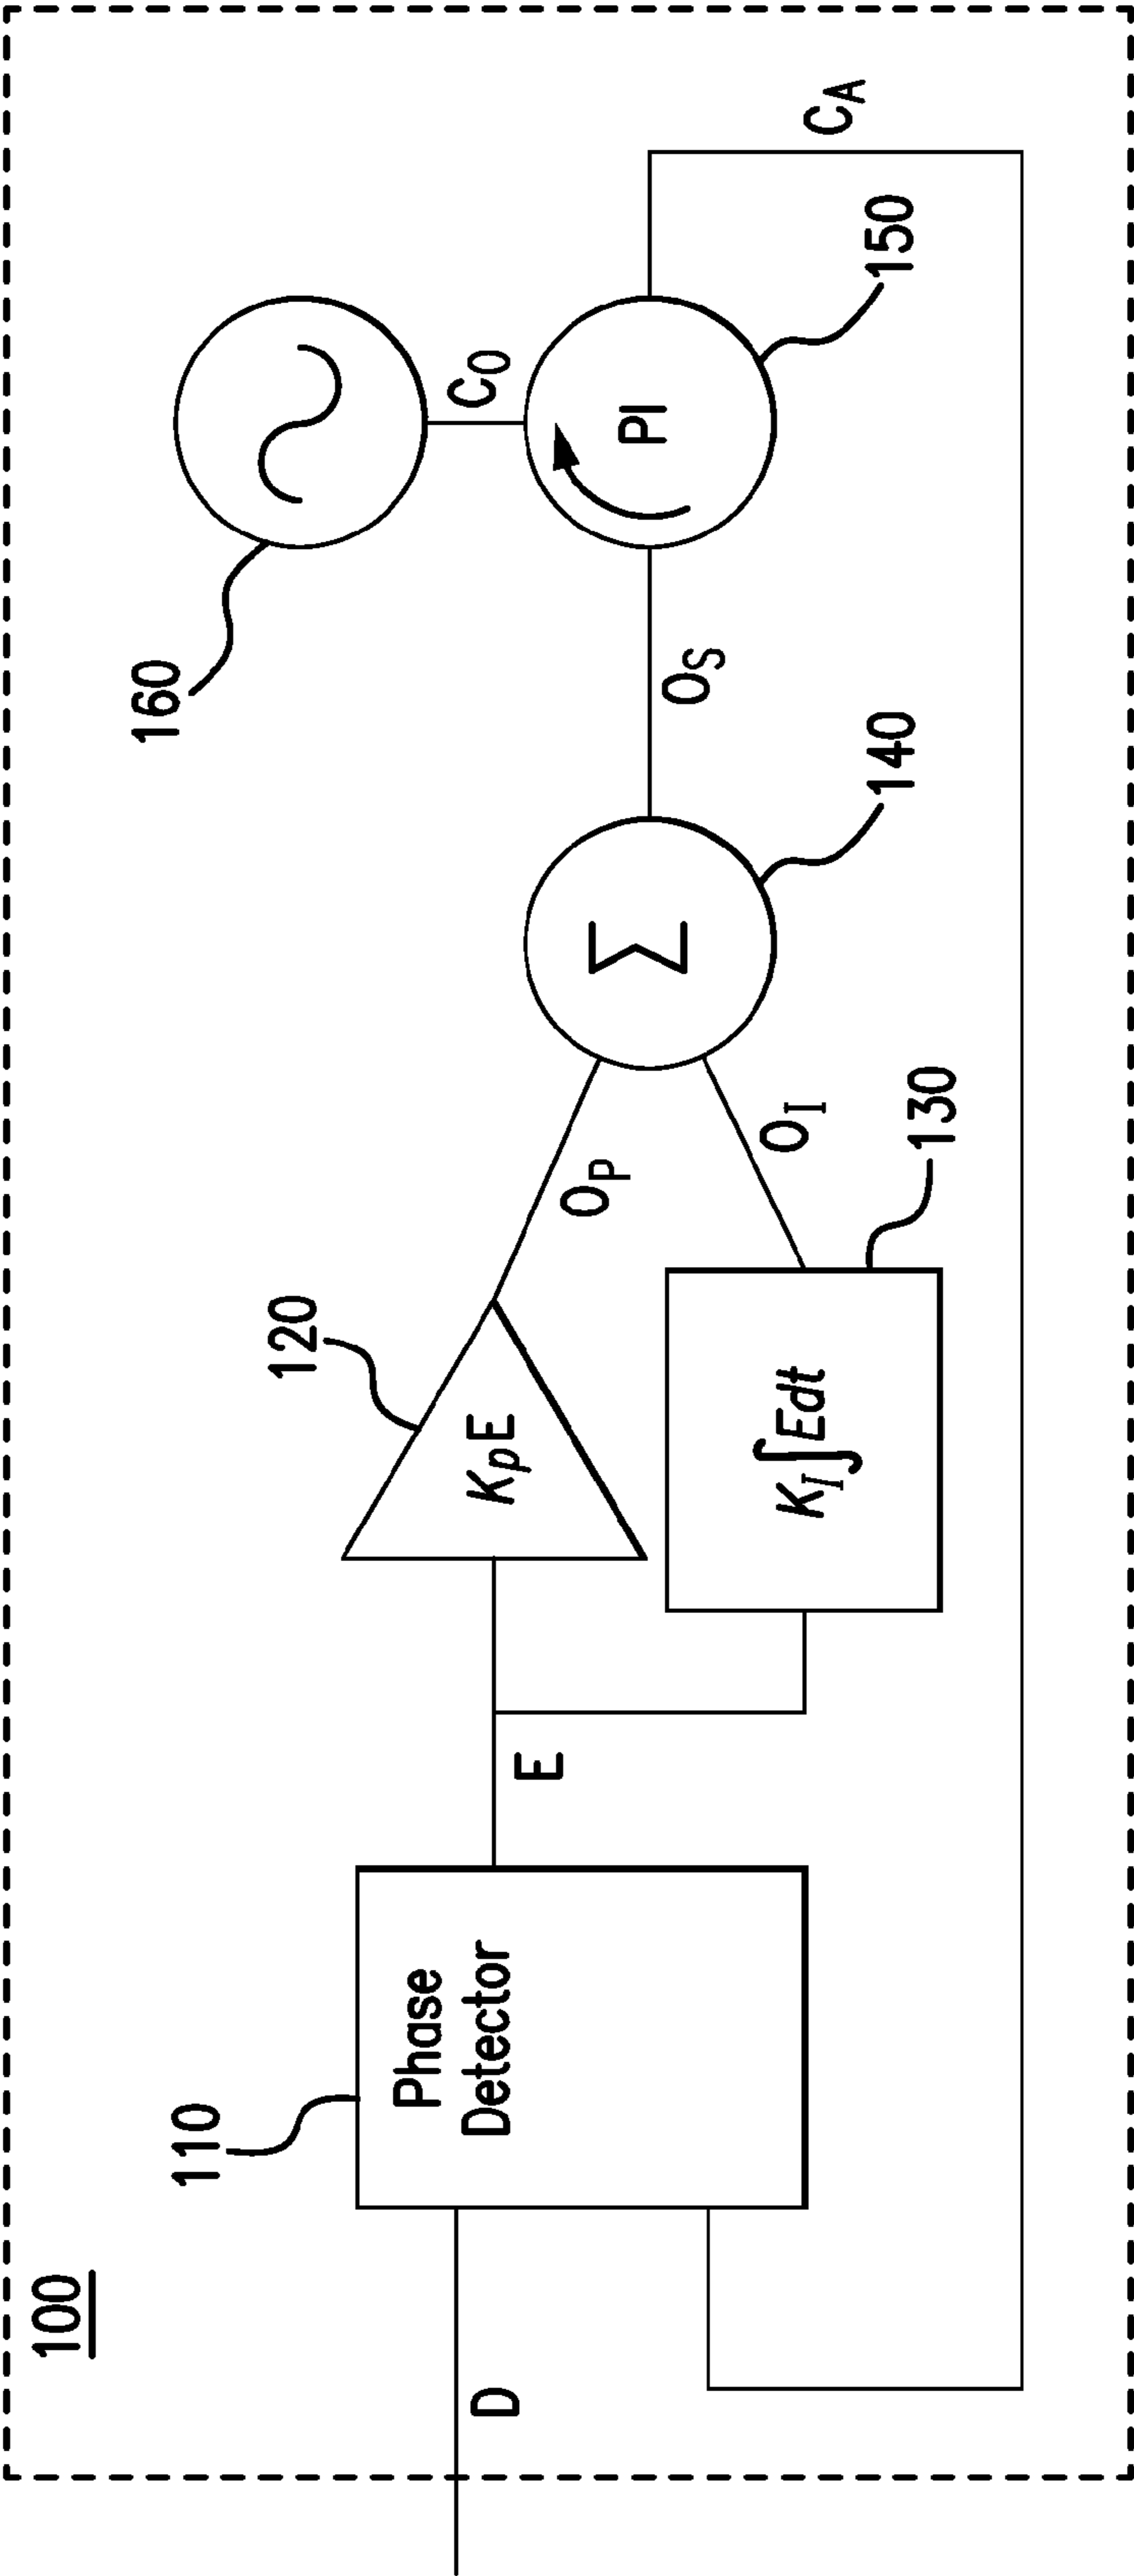 100
D
110
Phase
Detector
E
120
KpE
KI∫Edt
130
OP
OI
Σ
140
OS
160
CO
PI
150
CA